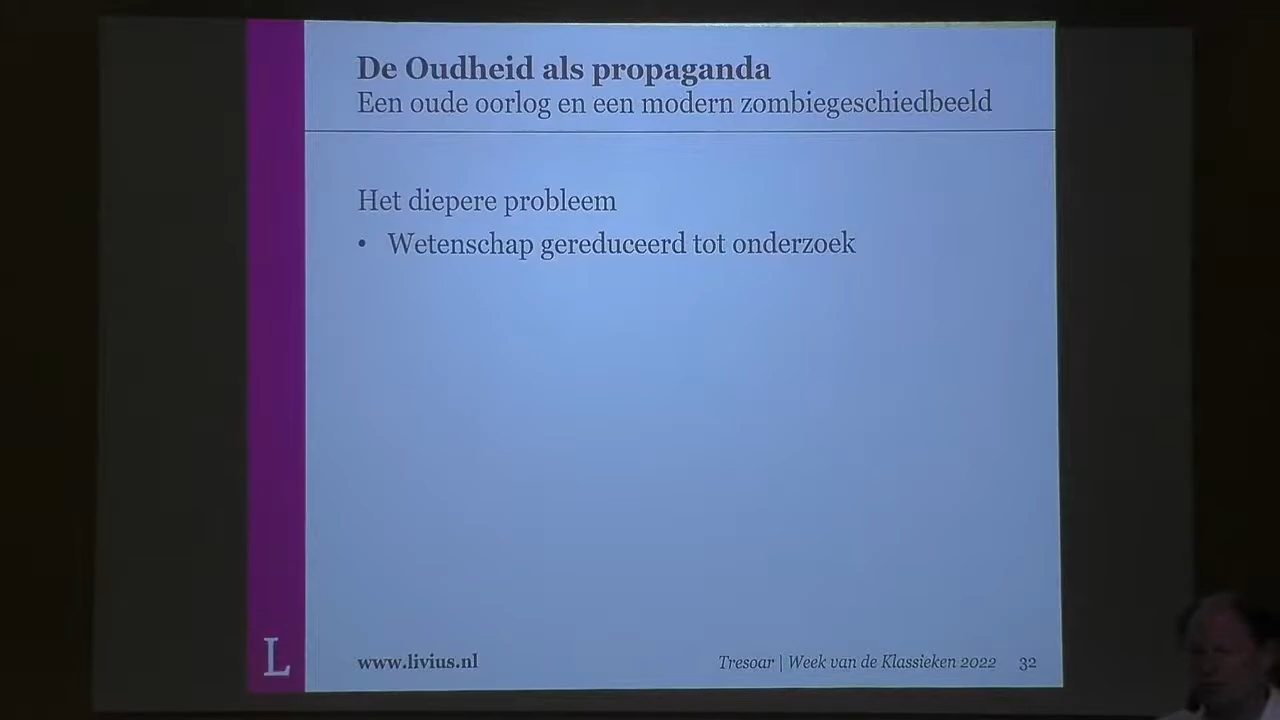 De Oudheid als propaganda
Een oude oorlog en een modern zombiegeschiedbeeld
Het diepere probleem
• Wetenschap gereduceerd tot onderzoek
L
www.livius.nl
Tresoar | Week van de Klassieken 2022 32